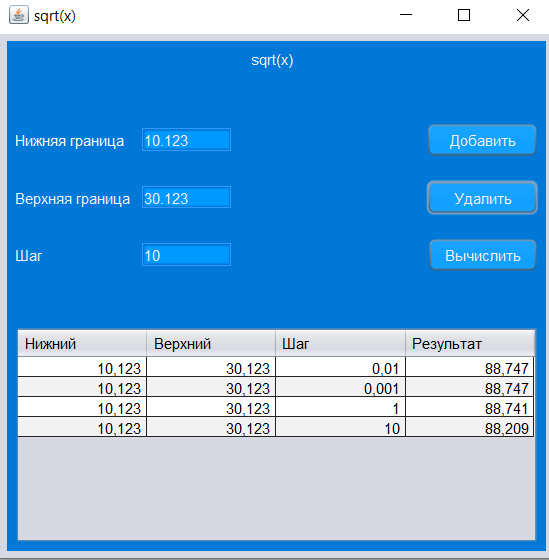 sqrt(x)
sqrt(x)
Нижняя граница 10.123 Добавить
Верхняя граница 30.123 Удалить
Шаг 10 Вычислить
Нижний Верхний Шаг Результат
10,123 30,123 0,01 88,747
10,123 30,123 0,001 88,747
10,123 30,123 1 88,741
10,123 30,123 10 88,209